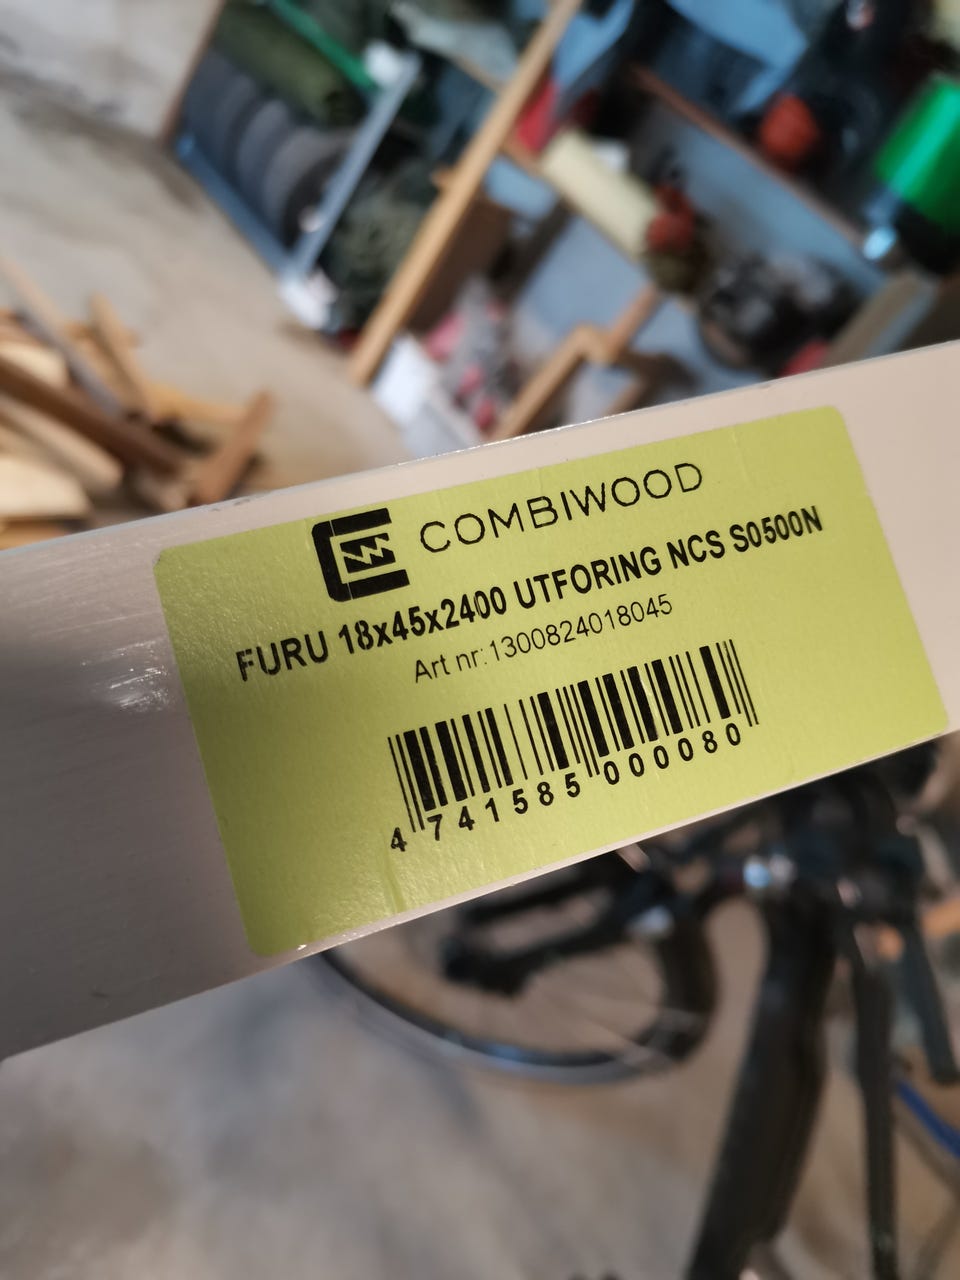 COMBIWOOD
FURU 18x45x2400 UTFORING NCS S0500N
Art nr:1300824018045
4 741585 000080